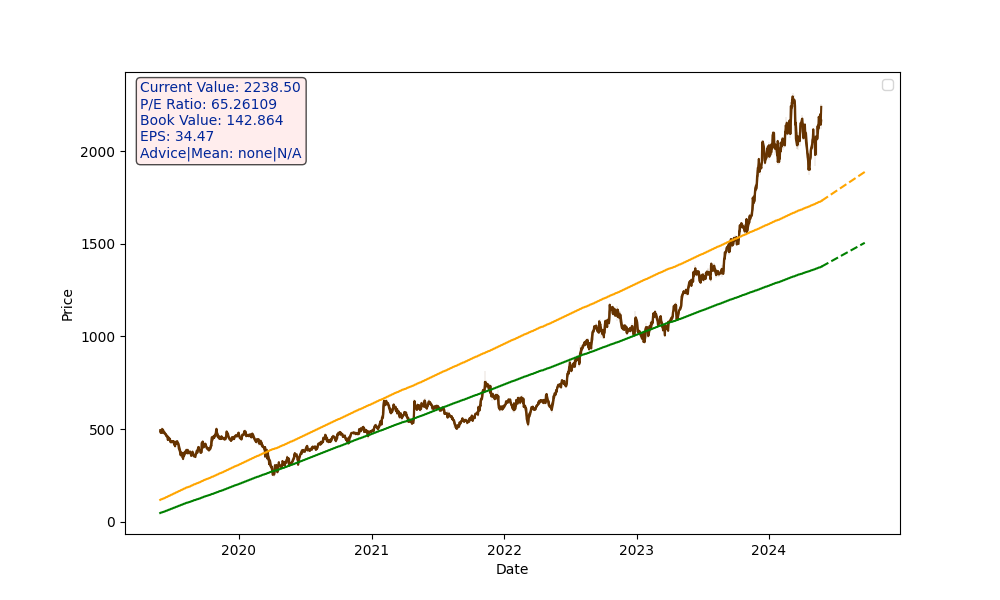 Current Value: 2238.50
P/E Ratio: 65.26109
Book Value: 142.864
EPS: 34.47
Advice|Mean: none|N/A
2000
1500
1000
500
0
Price
2020 2021 2022 2023 2024
Date